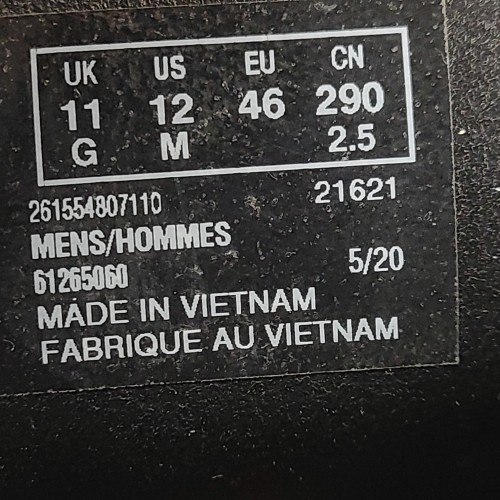 UK US EU CN
11 12 46 290
G M 2.5
261554807110 21621
MENS/HOMMES
61265060 5/20
MADE IN VIETNAM
FABRIQUE AU VIETNAM